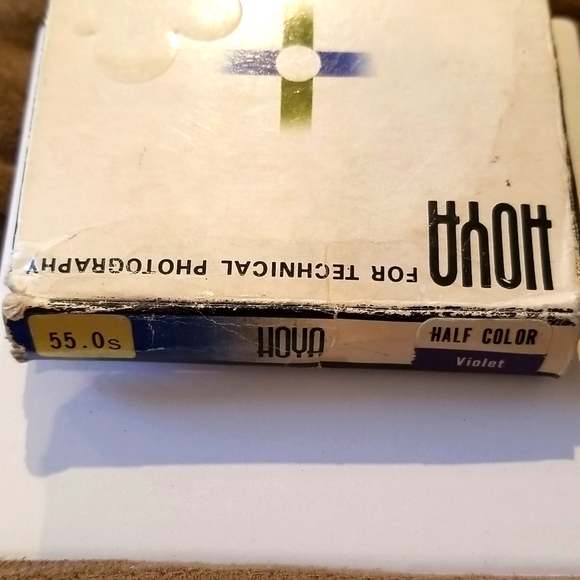 HOYA
FOR TECHNICAL PHOTOGRAPHY
55.0s
HOYA
HALF COLOR
Violet